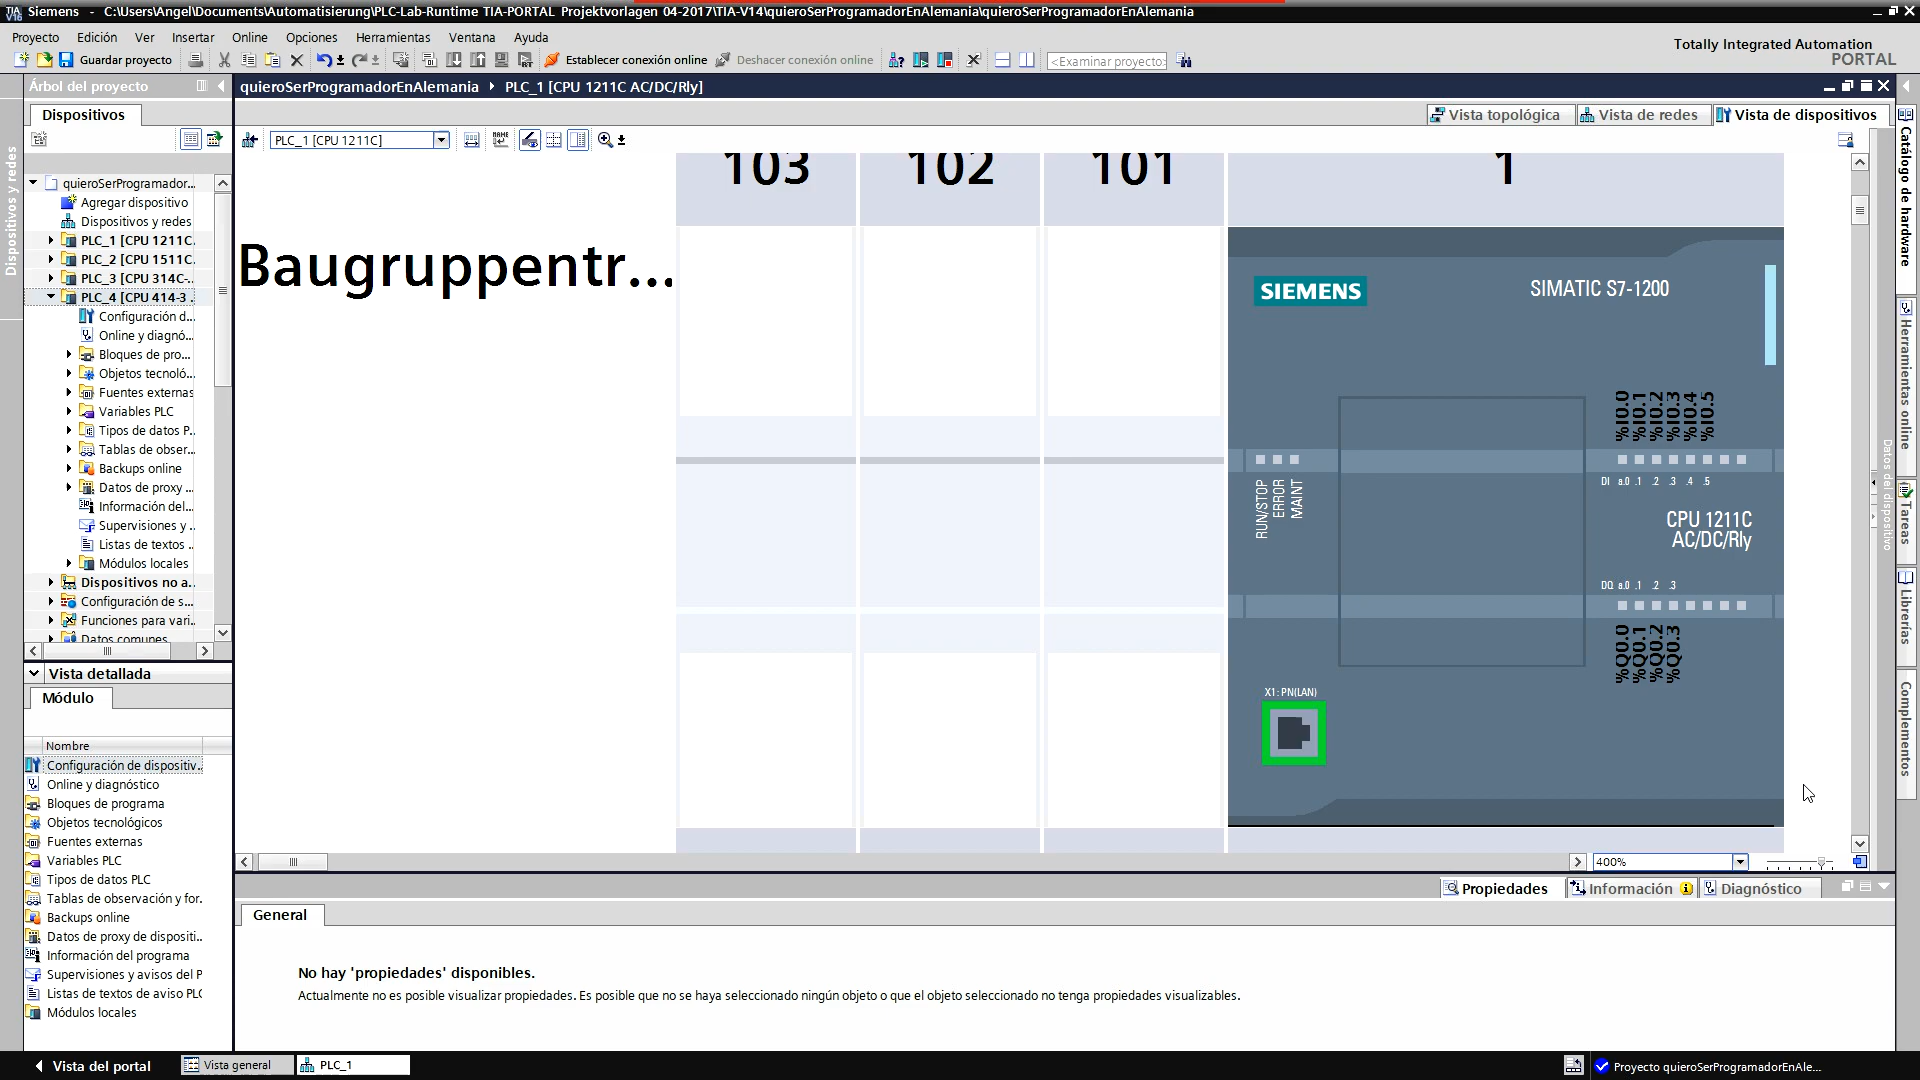 Siemens - C:\Users\Angel\Documents\Automatisierung\PLC-Lab-Runtime TIA-PORTAL Projektvorlagen 04-2017\TIA-V14\quieroSerProgramadorEnAlemania\quieroSerProgramadorEnAlemania
Proyecto Edición Ver Insertar Online Opciones Herramientas Ventana Ayuda
Totally Integrated Automation
PORTAL
Guardar proyecto
Establecer conexión online
Deshacer conexión online
<Examinar proyecto>
Árbol del proyecto
quieroSerProgramadorEnAlemania PLC_1 [CPU 1211C AC/DC/Rly]
Dispositivos
Vista topológica Vista de redes Vista de dispositivos
PLC_1 [CPU 1211C]
Dispositivos y redes
quieroSerProgramador...
Agregar dispositivo
Dispositivos y redes
PLC_1 [CPU 1211C.
PLC_2 [CPU 1511C.
PLC_3 [CPU 314C-..
PLC_4 [CPU 414-3 .
Configuración d...
Online y diagnó...
Bloques de pro...
Objetos tecnoló...
Fuentes externas
Variables PLC
Tipos de datos P...
Tablas de obser...
Backups online
Datos de proxy ...
Información del...
Supervisiones y ..
Listas de textos ..
Módulos locales
Dispositivos no a..
Configuración de s...
Funciones para vari...
Datos comunes
Vista detallada
Módulo
Nombre
Configuración de dispositiv..
Online y diagnóstico
Bloques de programa
Objetos tecnológicos
Fuentes externas
Variables PLC
Tipos de datos PLC
Tablas de observación y for.
Backups online
Datos de proxy de dispositi..
Información del programa
Supervisiones y avisos del P
Listas de textos de aviso PLC
Módulos locales
103 102 101 1
Baugruppentr...
SIEMENS
SIMATIC S7-1200
%I0.0
%I0.1
%I0.2
%I0.3
%I0.4
%I0.5
DI a.0 .1 .2 .3 .4 .5
RUN/STOP
ERROR
MAINT
CPU 1211C
AC/DC/Rly
DQ a.0 .1 .2 .3
%Q0.0
%Q0.1
%Q0.2
%Q0.3
X1: PN(LAN)
400%
Catálogo de hardware
Herramientas online
Tareas
Librerías
Complementos
Datos del dispositivo
Propiedades Información Diagnóstico
General
No hay 'propiedades' disponibles.
Actualmente no es posible visualizar propiedades. Es posible que no se haya seleccionado ningún objeto o que el objeto seleccionado no tenga propiedades visualizables.
Vista del portal
Vista general
PLC_1
Proyecto quieroSerProgramadorEnAle...